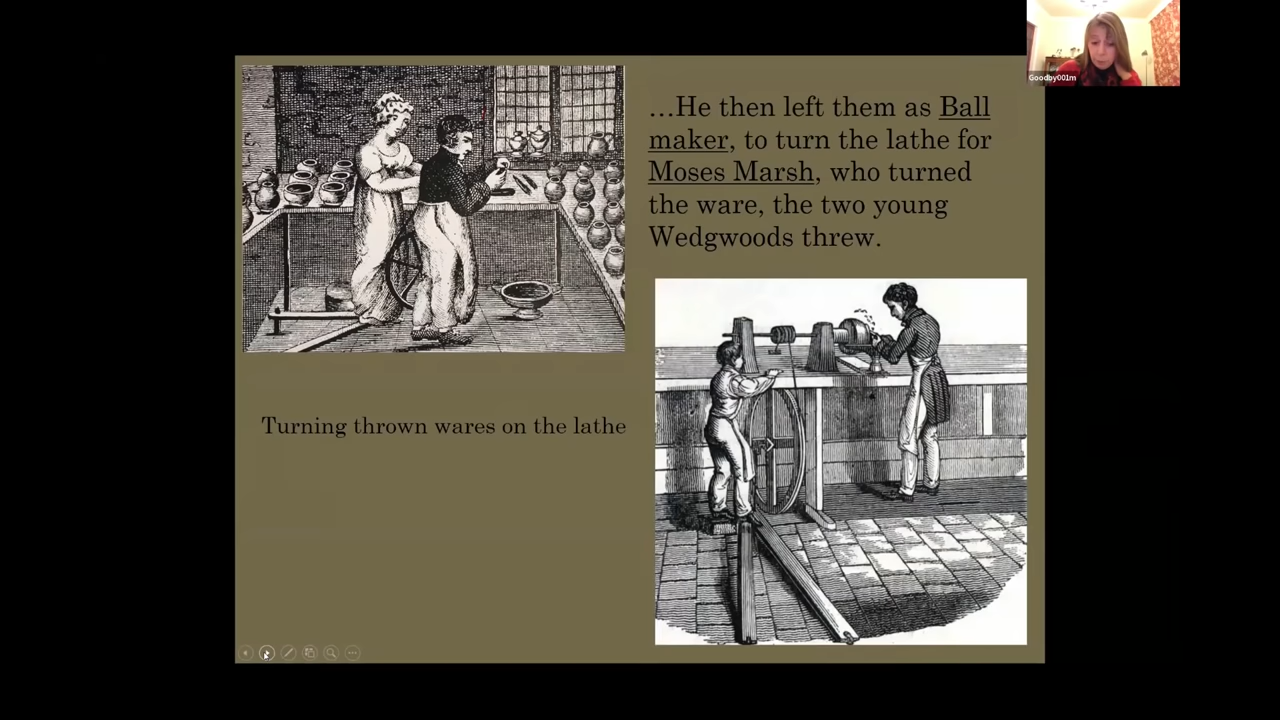 Goodby001m
…He then left them as Ball
maker, to turn the lathe for
Moses Marsh, who turned
the ware, the two young
Wedgwoods threw.
Turning thrown wares on the lathe